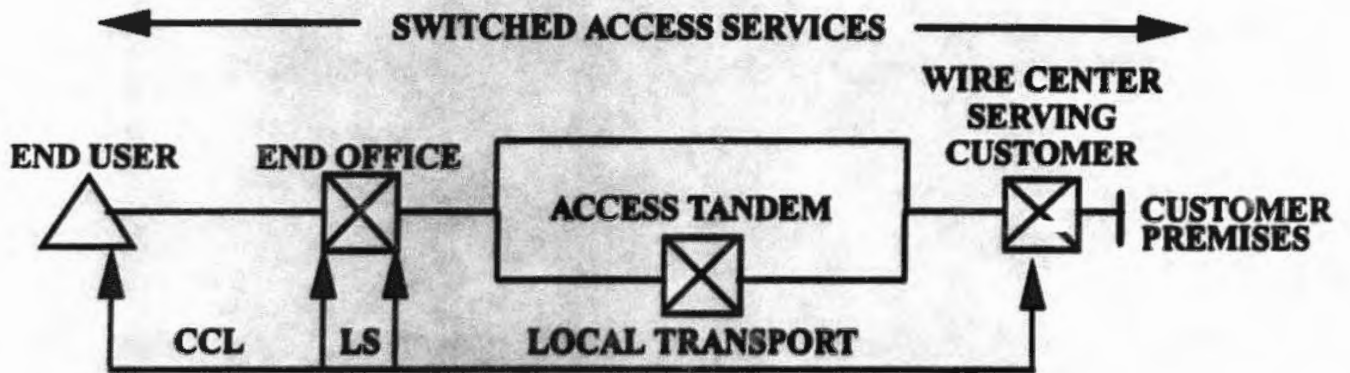 SWITCHED ACCESS SERVICES
WIRE CENTER
SERVING
CUSTOMER
END USER
END OFFICE
ACCESS TANDEM
CUSTOMER
PREMISES
CCL
LS
LOCAL TRANSPORT